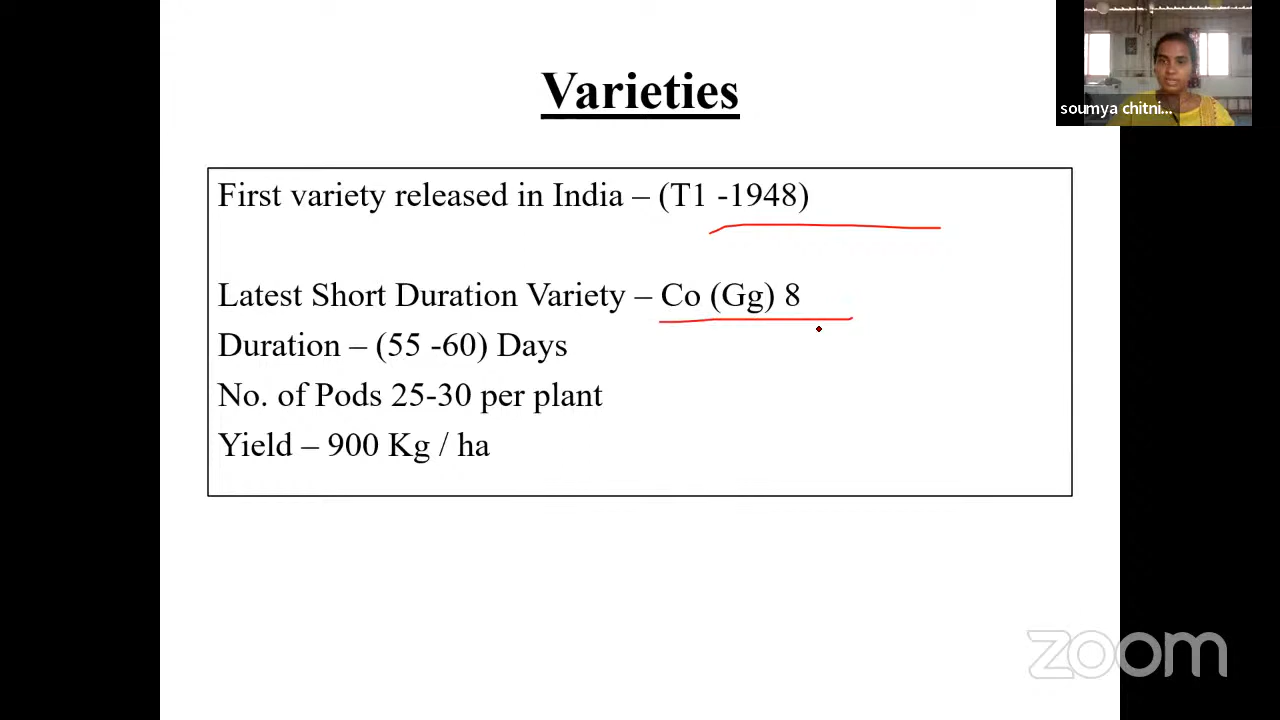 Varieties
soumya chitni...
First variety released in India – (T1 -1948)
Latest Short Duration Variety – Co (Gg) 8
Duration – (55 -60) Days
No. of Pods 25-30 per plant
Yield – 900 Kg / ha
zoom